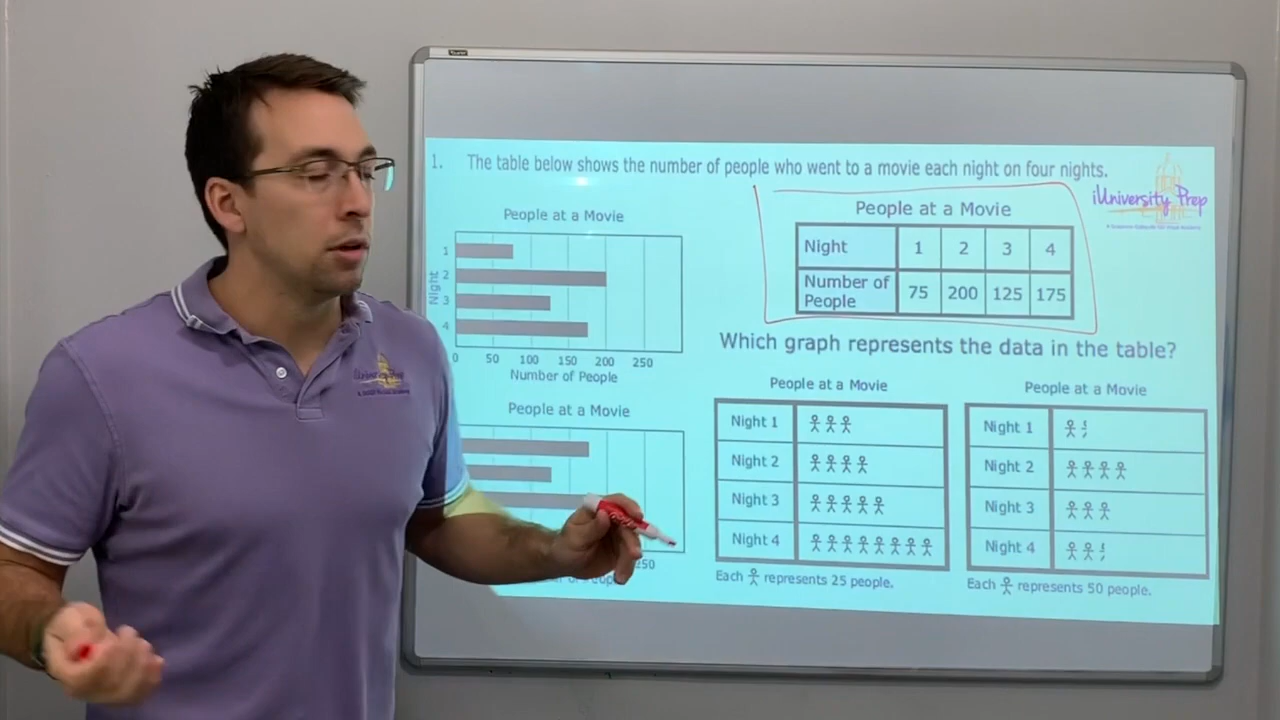 1. The table below shows the number of people who went to a movie each night on four nights.
iUniversity Prep
People at a Movie
1
2
3
4
Night
0 50 100 150 200 250
Number of People
People at a Movie
Night 1 2 3 4
Number of People 75 200 125 175
Which graph represents the data in the table?
People at a Movie
250
People at a Movie
Night 1
Night 2
Night 3
Night 4
Each represents 25 people.
People at a Movie
Night 1
Night 2
Night 3
Night 4
Each represents 50 people.
iUniversity Prep